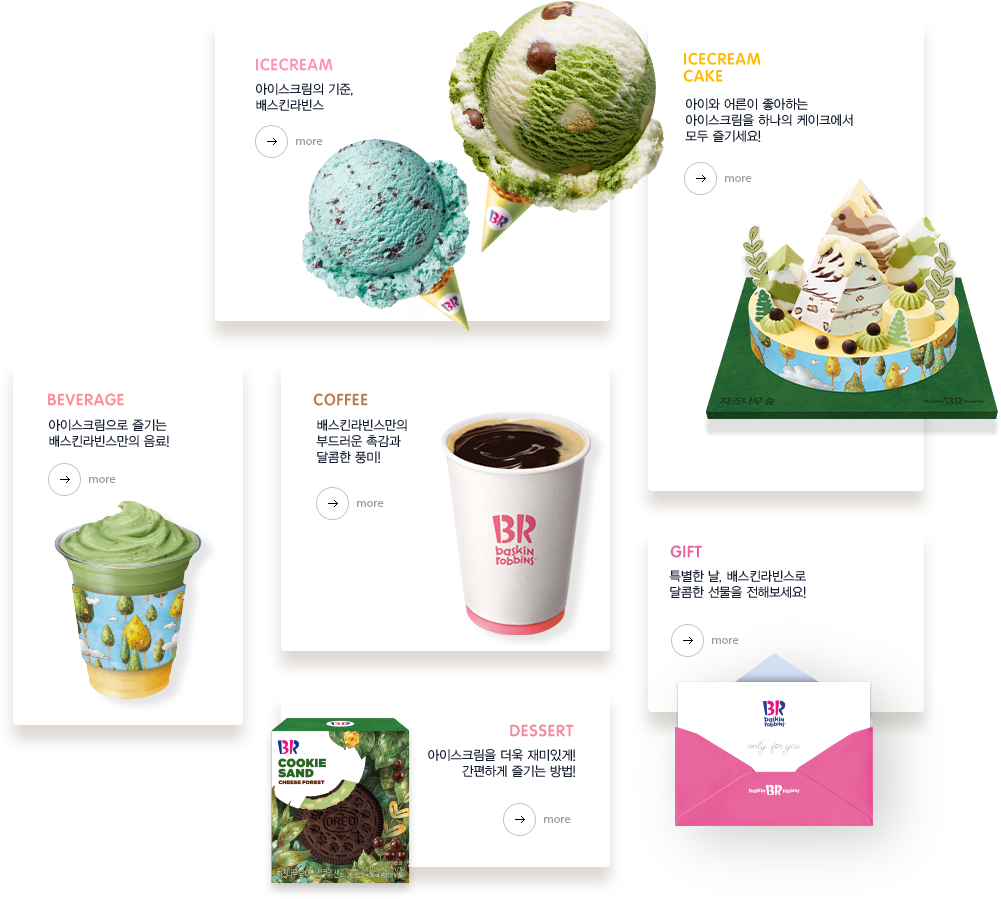 ICECREAM
아이스크림의 기준,
배스킨라빈스
more
BR
BR
ICECREAM
CAKE
아이와 어른이 좋아하는
아이스크림을 하나의 케이크에서
모두 즐기세요!
more
치즈나무숲
baskin BR robbins
BEVERAGE
아이스크림으로 즐기는
배스킨라빈스만의 음료!
more
COFFEE
배스킨라빈스만의
부드러운 촉감과
달콤한 풍미!
more
BR
baskin
robbins
GIFT
특별한 날, 배스킨라빈스로
달콤한 선물을 전해보세요!
more
BR
baskin
robbins
only for you
baskin BR robbins
DESSERT
아이스크림을 더욱 재미있게!
간편하게 즐기는 방법!
more
BR
BR
COOKIE
SAND
CHEESE FOREST
OREO